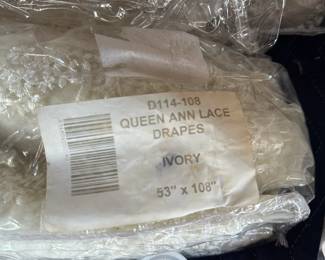 D114-108
QUEEN ANN LACE
DRAPES
IVORY
53" x 108"